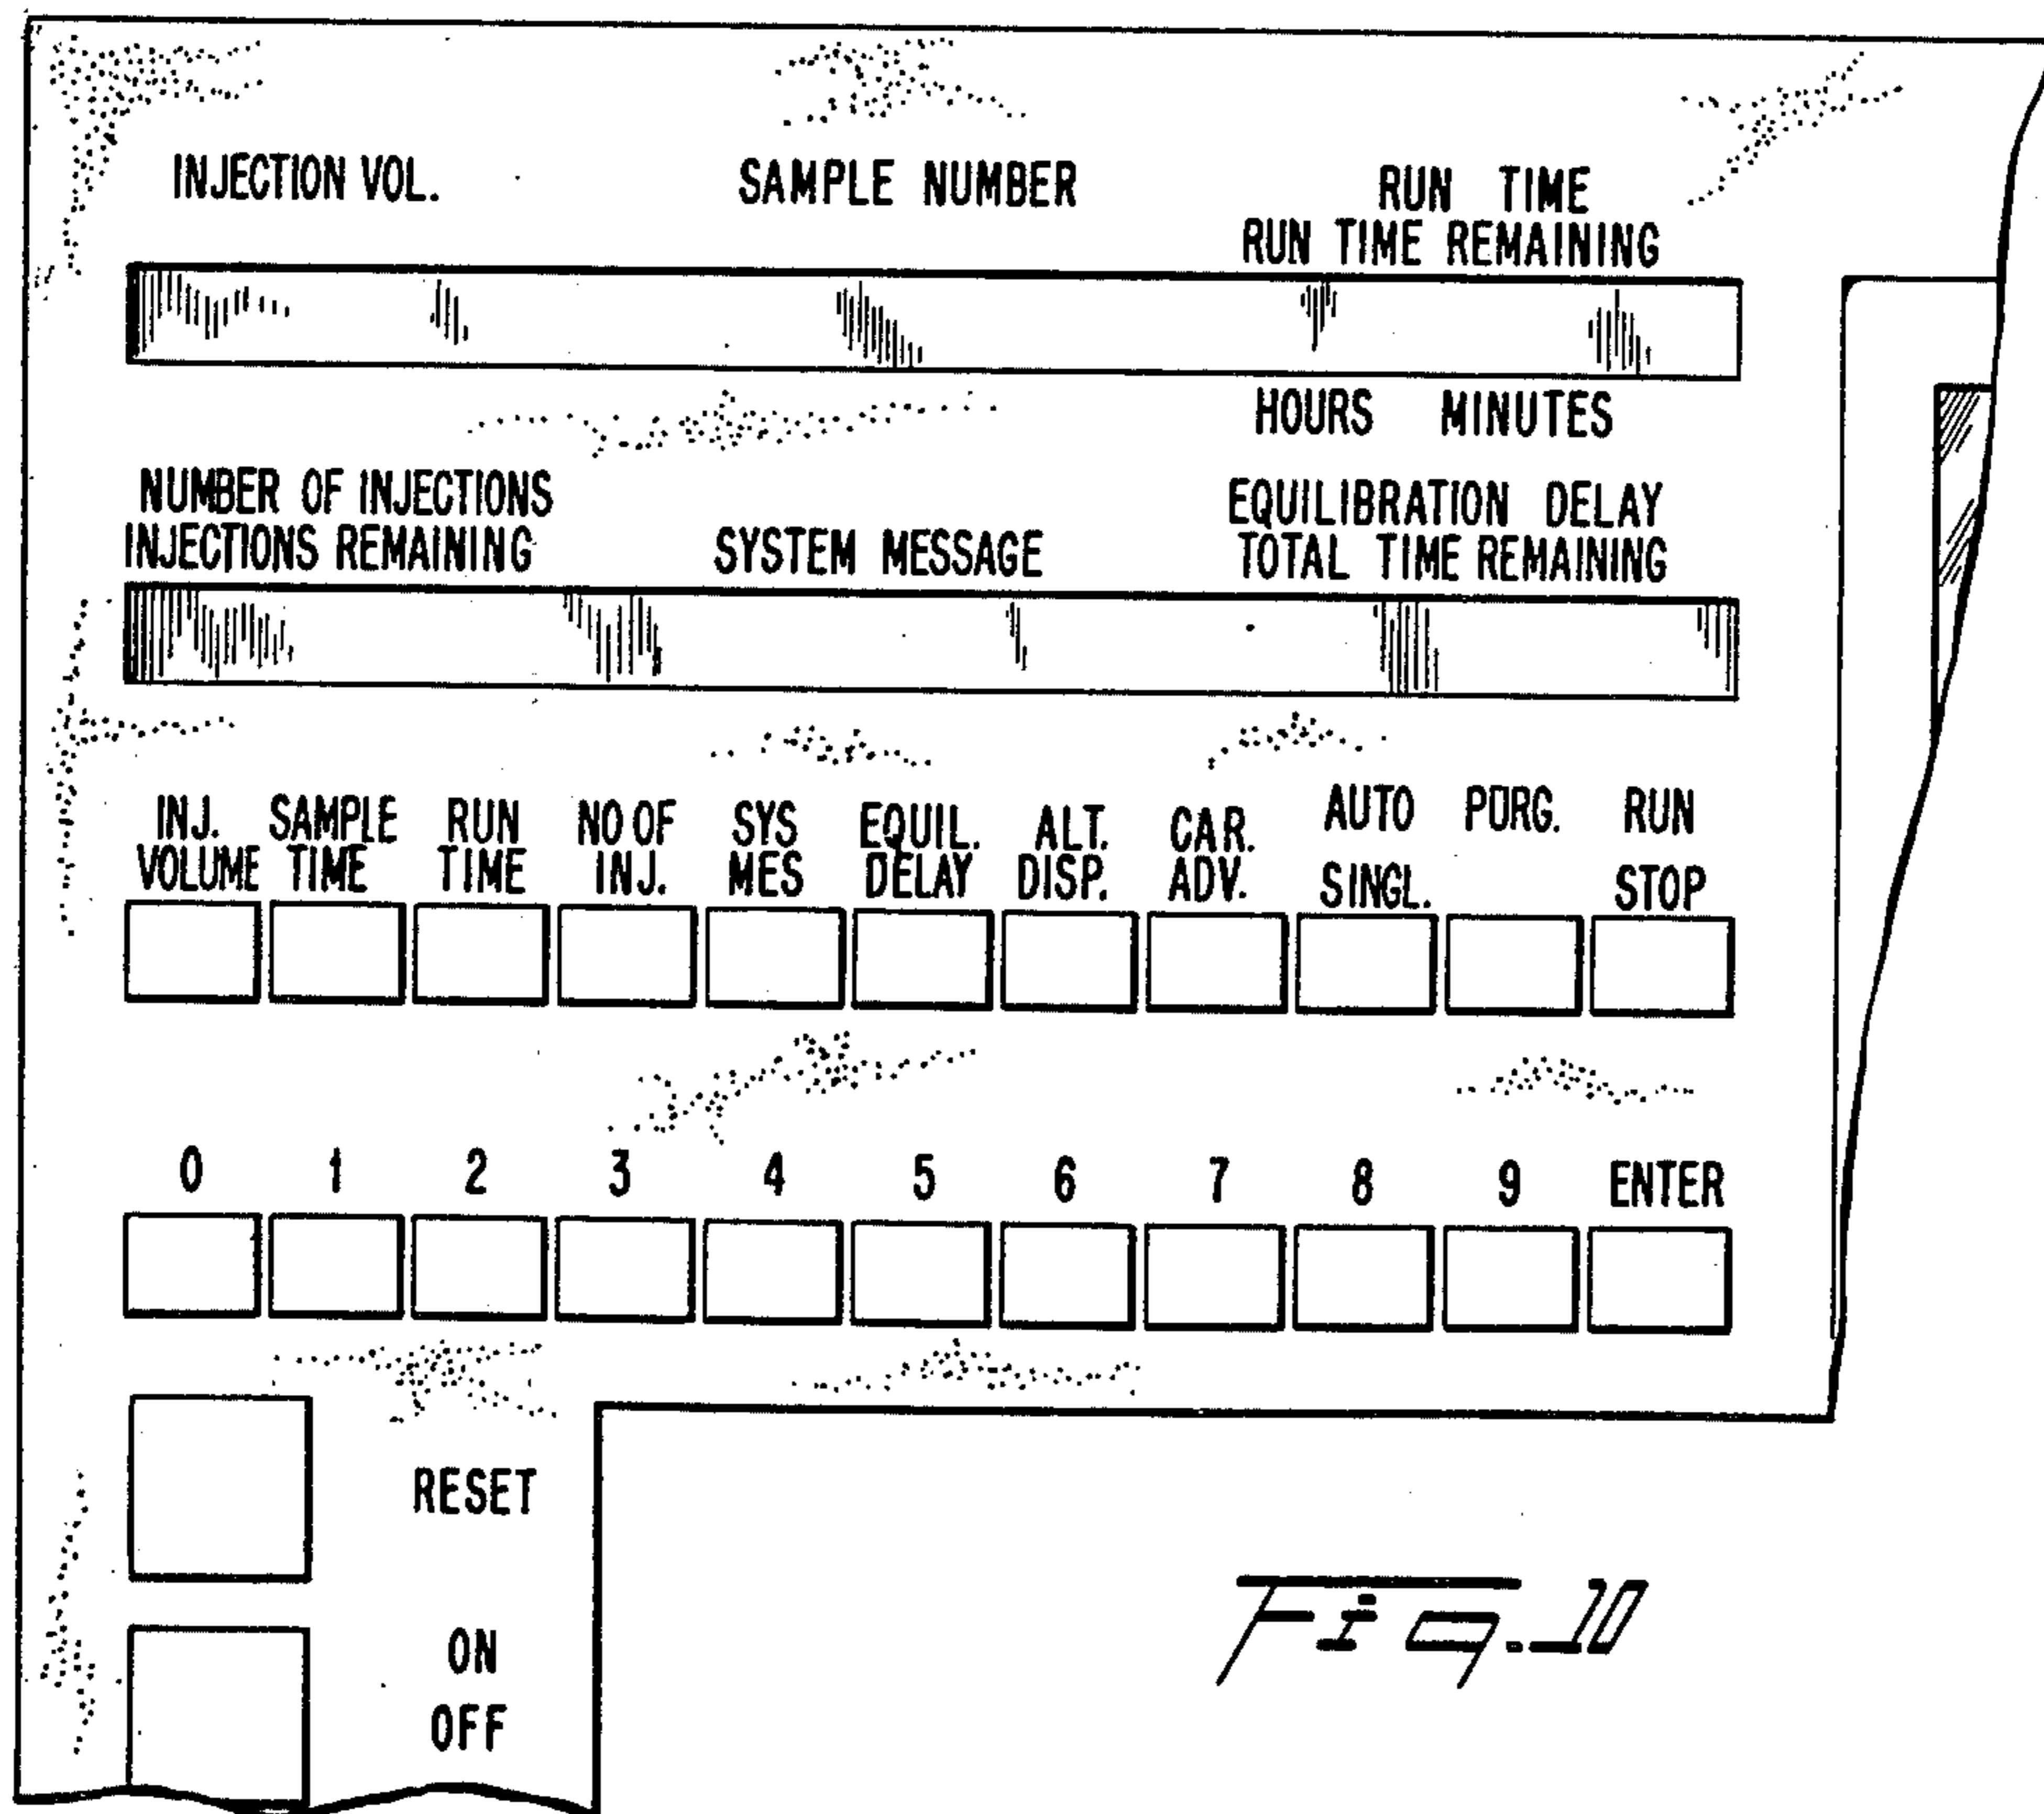 INJECTION VOL. SAMPLE NUMBER RUN TIME
RUN TIME REMAINING
HOURS MINUTES
NUMBER OF INJECTIONS EQUILIBRATION DELAY
INJECTIONS REMAINING SYSTEM MESSAGE TOTAL TIME REMAINING
INJ. SAMPLE RUN NO OF SYS EQUIL. ALT. CAR. AUTO PURG. RUN
VOLUME TIME TIME INJ. MES DELAY DISP. ADV. SINGL. STOP
0 1 2 3 4 5 6 7 8 9 ENTER
RESET
ON
OFF
Fig. 10